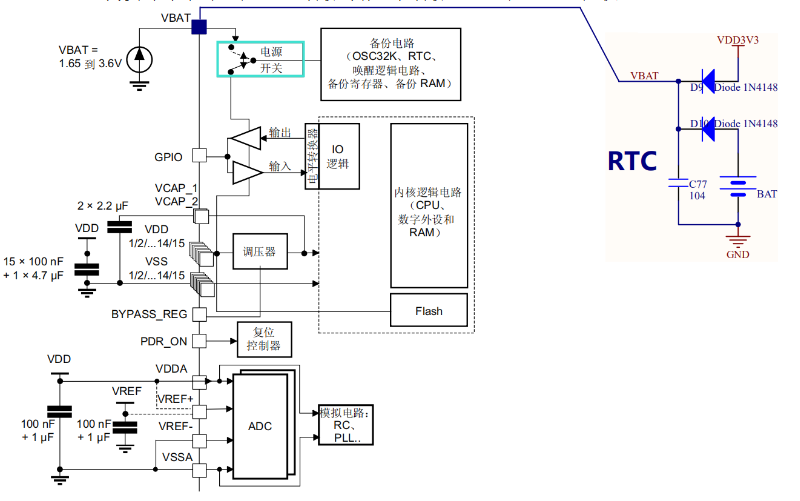 VBAT
VBAT =
1.65 到 3.6V
电源
开关
备份电路
(OSC32K、RTC、
唤醒逻辑电路、
备份寄存器、备份 RAM)
VDD3V3
VBAT
Diode 1N4148
Diode 1N4148
RTC
C77
104
BAT
GND
GPIO
输出
输入
电平转换器
IO
逻辑
内核逻辑电路
(CPU、
数字外设和
RAM)
VCAP_1
VCAP_2
2 × 2.2 µF
VDD
VDD
1/2/...14/15
调压器
VSS
1/2/...14/15
15 × 100 nF
+ 1 × 4.7 µF
Flash
BYPASS_REG
PDR_ON
复位
控制器
VDD
VDDA
VREF
VREF+
100 nF
+ 1 µF
100 nF
+ 1 µF
VREF-
ADC
模拟电路：
RC、
PLL..
VSSA